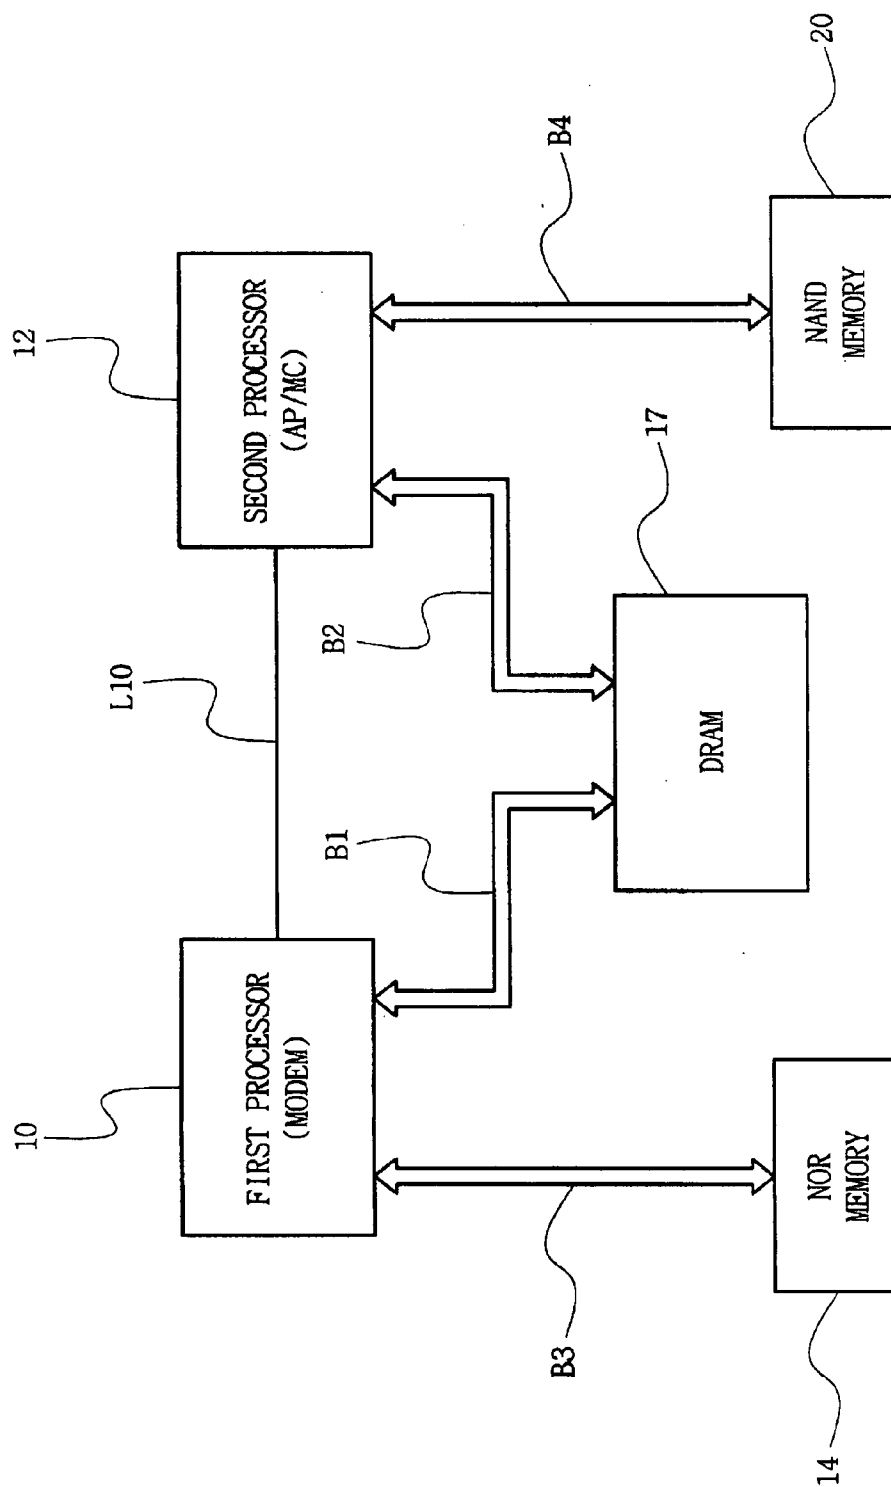 10
FIRST PROCESSOR
(MODEM)
L10
12
SECOND PROCESSOR
(AP/MC)
B1
B2
B3
B4
17
DRAM
14
NOR
MEMORY
20
NAND
MEMORY